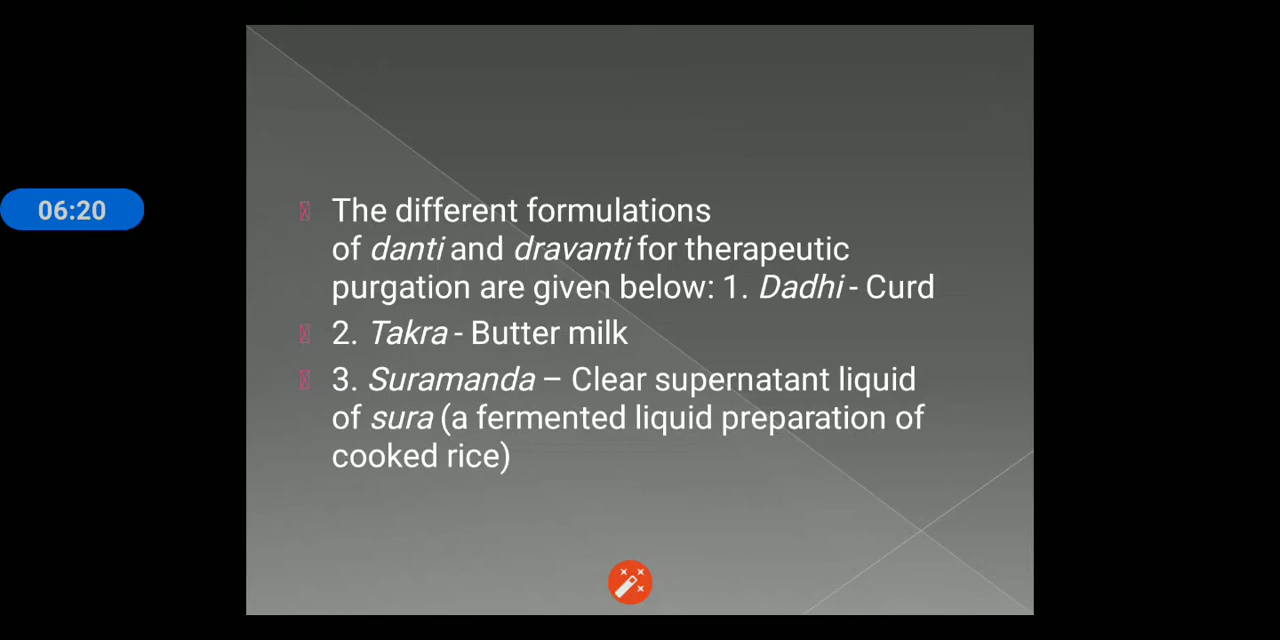 06:20
The different formulations
of danti and dravanti for therapeutic
purgation are given below: 1. Dadhi - Curd
2. Takra - Butter milk
3. Suramanda – Clear supernatant liquid
of sura (a fermented liquid preparation of
cooked rice)